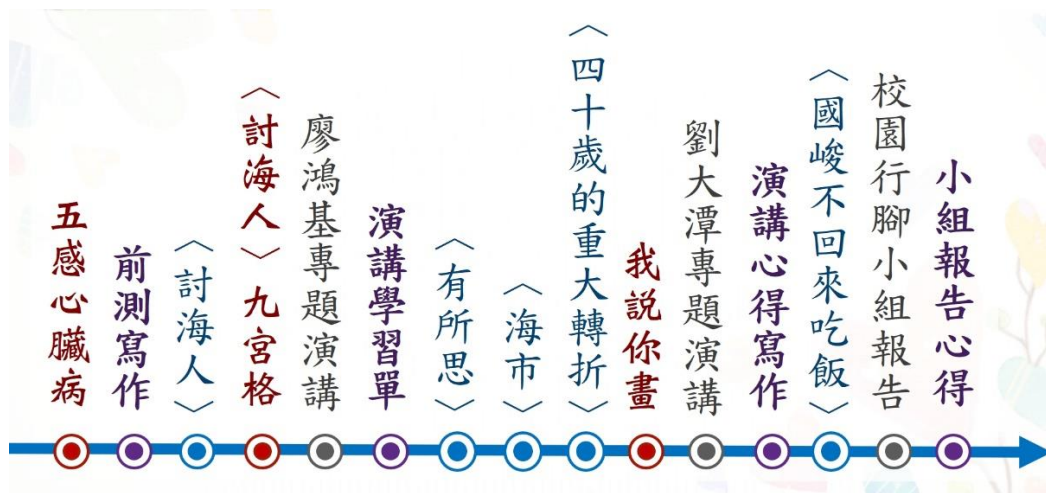 五感心臟病
前測寫作
〈討海人〉
〈討海人〉九宮格
廖鴻基專題演講
演講學習單
〈有所思〉
〈海市〉
〈四十歲的重大轉折〉
我說你畫
劉大潭專題演講
演講心得寫作
〈國峻不回來吃飯〉
校園行腳小組報告
小組報告心得